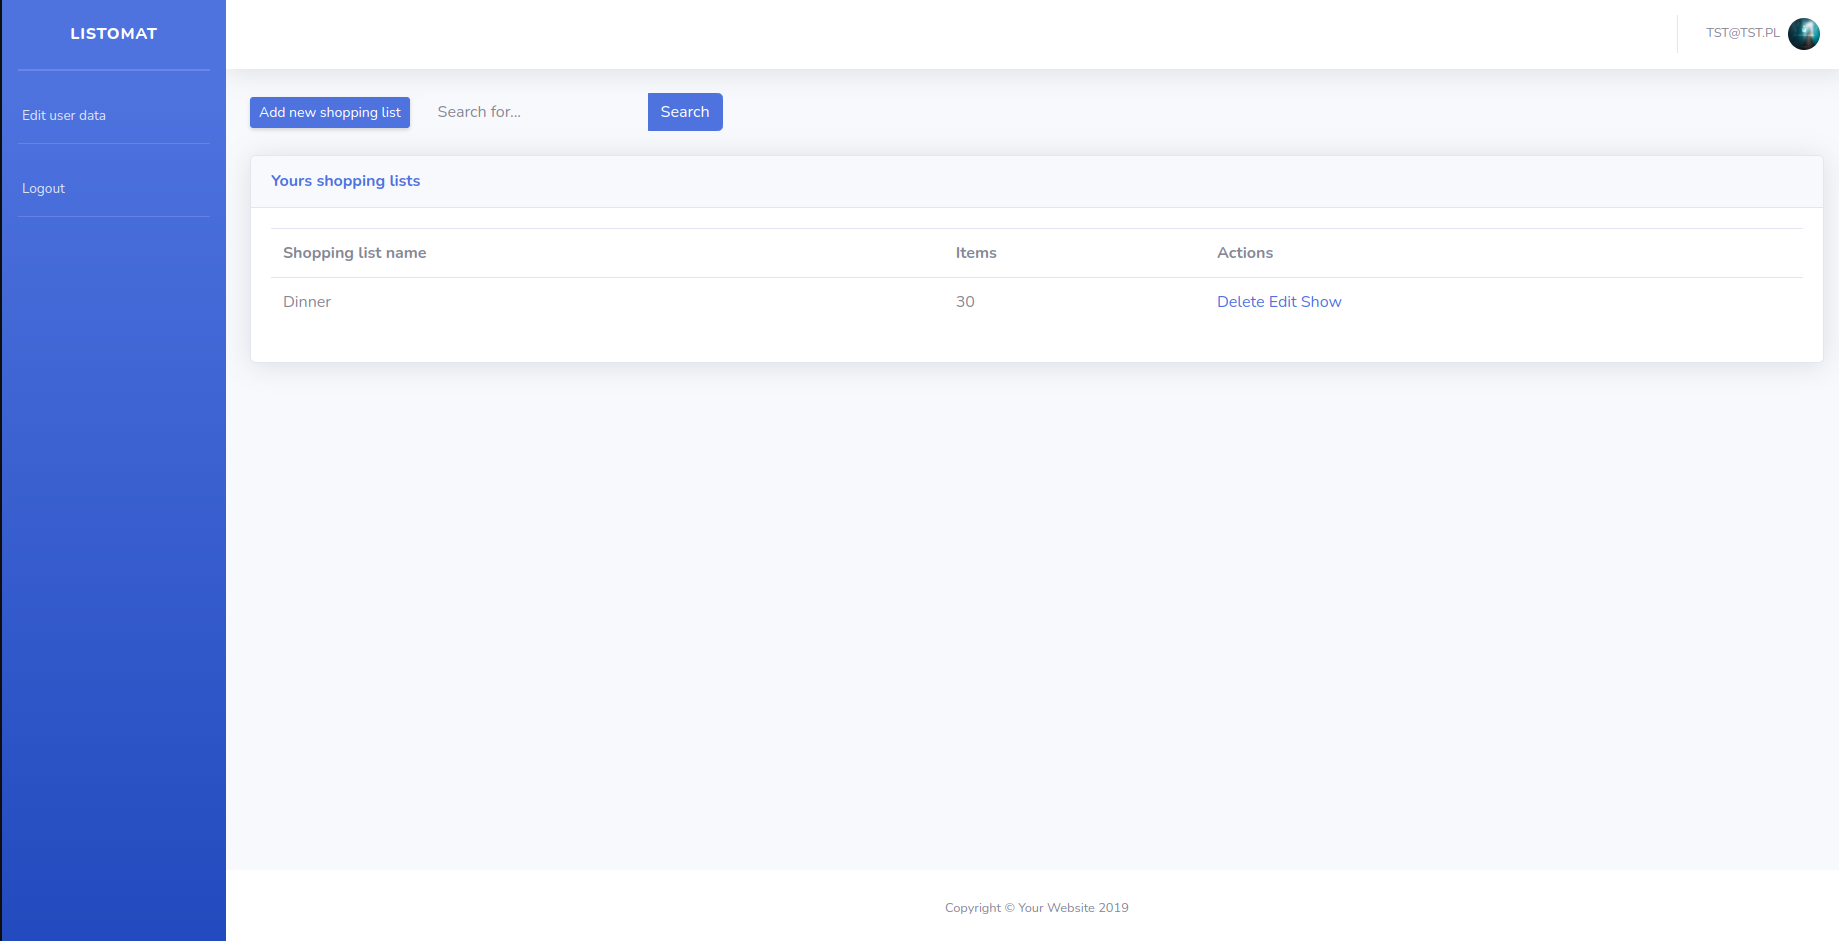 LISTOMAT
TST@TST.PL
Edit user data
Logout
Add new shopping list
Search for...
Search
Yours shopping lists
Shopping list name Items Actions
Dinner 30 Delete Edit Show
Copyright © Your Website 2019